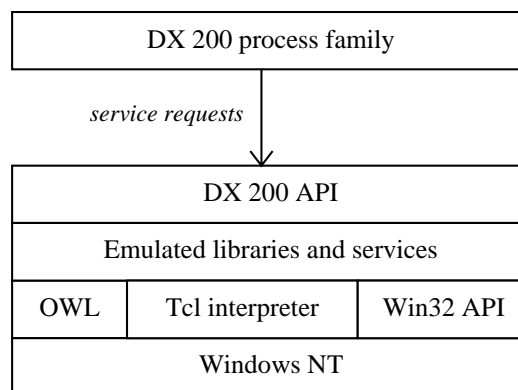 DX 200 process family
service requests
DX 200 API
Emulated libraries and services
OWL Tcl interpreter Win32 API
Windows NT